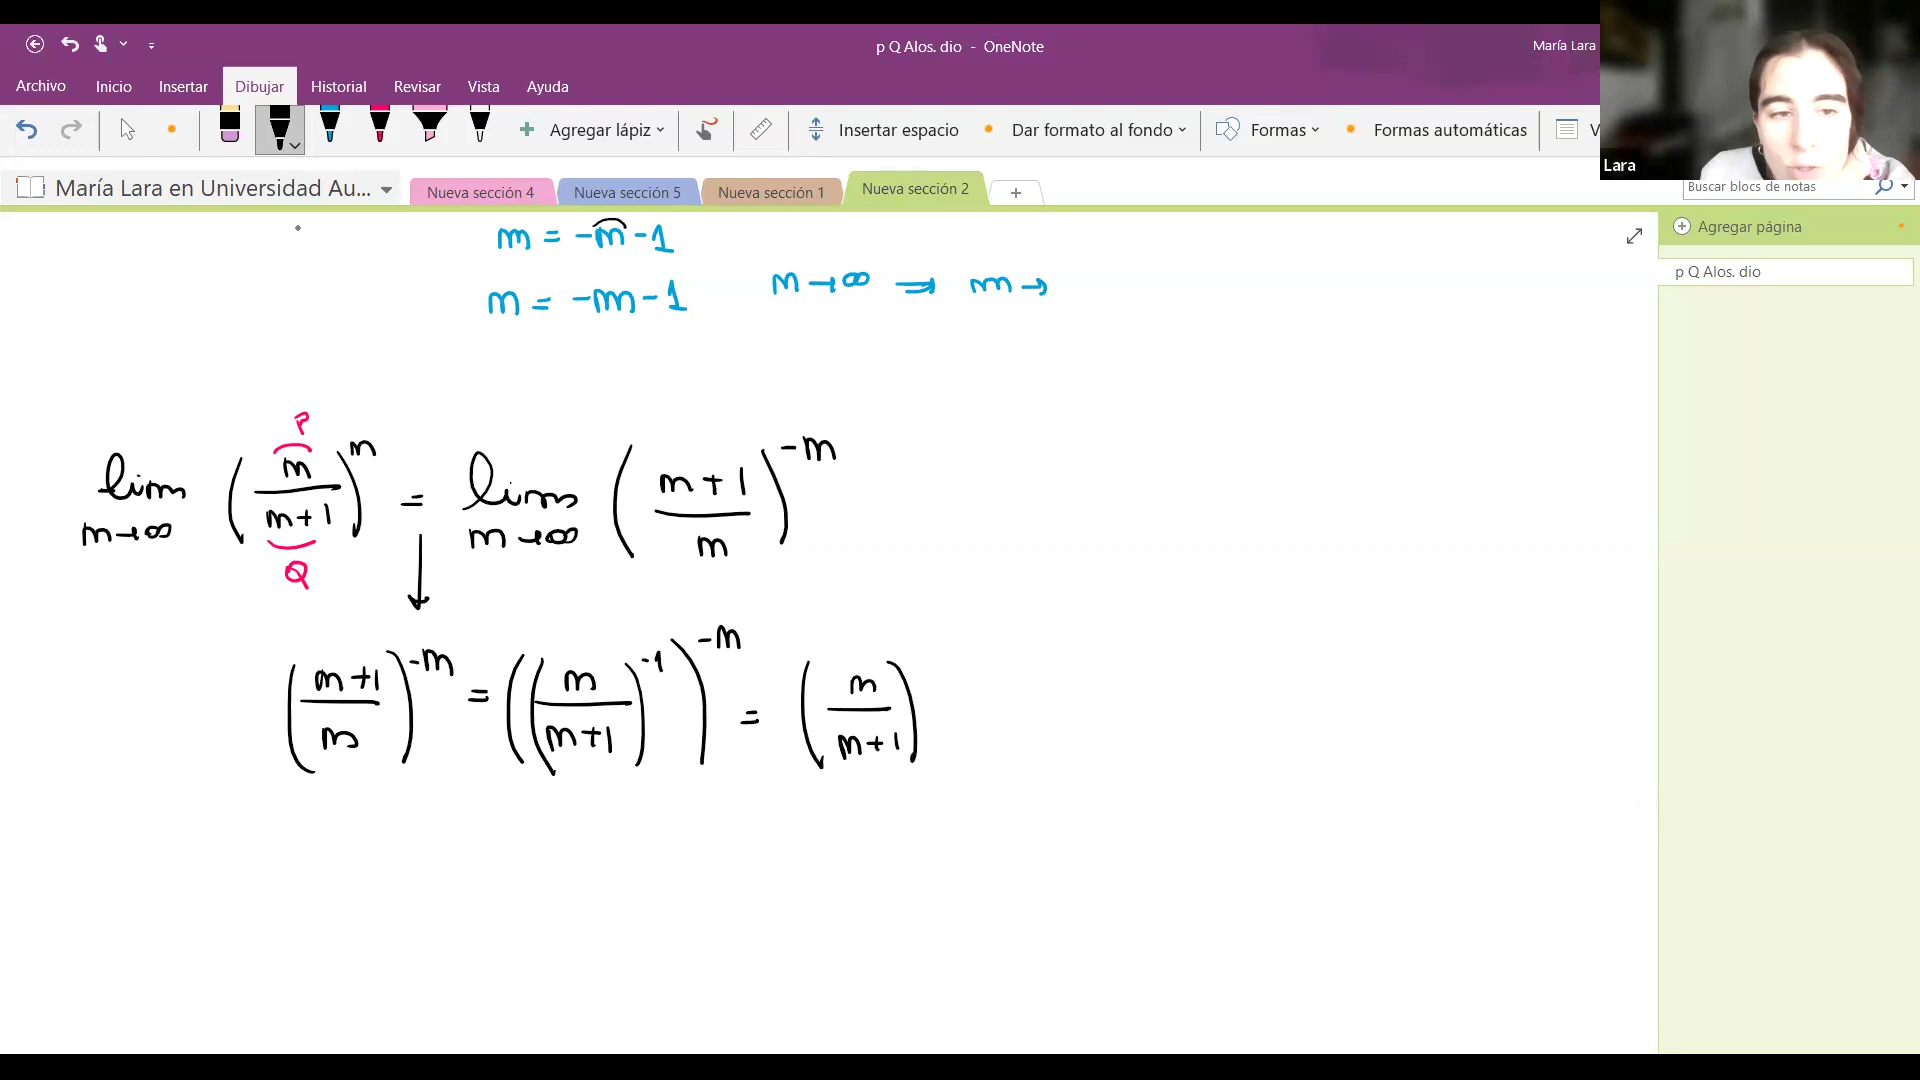 p Q Alos. dio - OneNote
María Lara
Archivo Inicio Insertar Dibujar Historial Revisar Vista Ayuda
Agregar lápiz Insertar espacio Dar formato al fondo Formas Formas automáticas V
Lara
María Lara en Universidad Au... Nueva sección 4 Nueva sección 5 Nueva sección 1 Nueva sección 2 +
Buscar blocs de notas
Agregar página
p Q Alos. dio
m = -m - 1
m = -m - 1 m → ∞ ⇒ m →
P
lim (m/(m+1))^m = lim ((m+1)/m)^-m
m → ∞ m → ∞
Q
↓
((m+1)/m)^-m = ((m/(m+1))^-1)^-m = (m/(m+1))